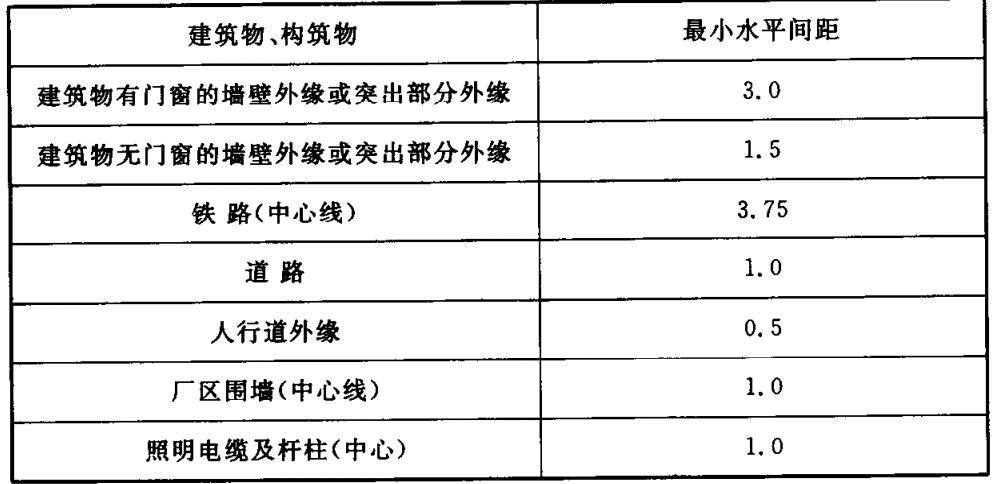 建筑物、构筑物 最小水平间距
建筑物有门窗的墙壁外缘或突出部分外缘 3.0
建筑物无门窗的墙壁外缘或突出部分外缘 1.5
铁 路(中心线) 3.75
道 路 1.0
人行道外缘 0.5
厂区围墙(中心线) 1.0
照明电缆及杆柱(中心) 1.0